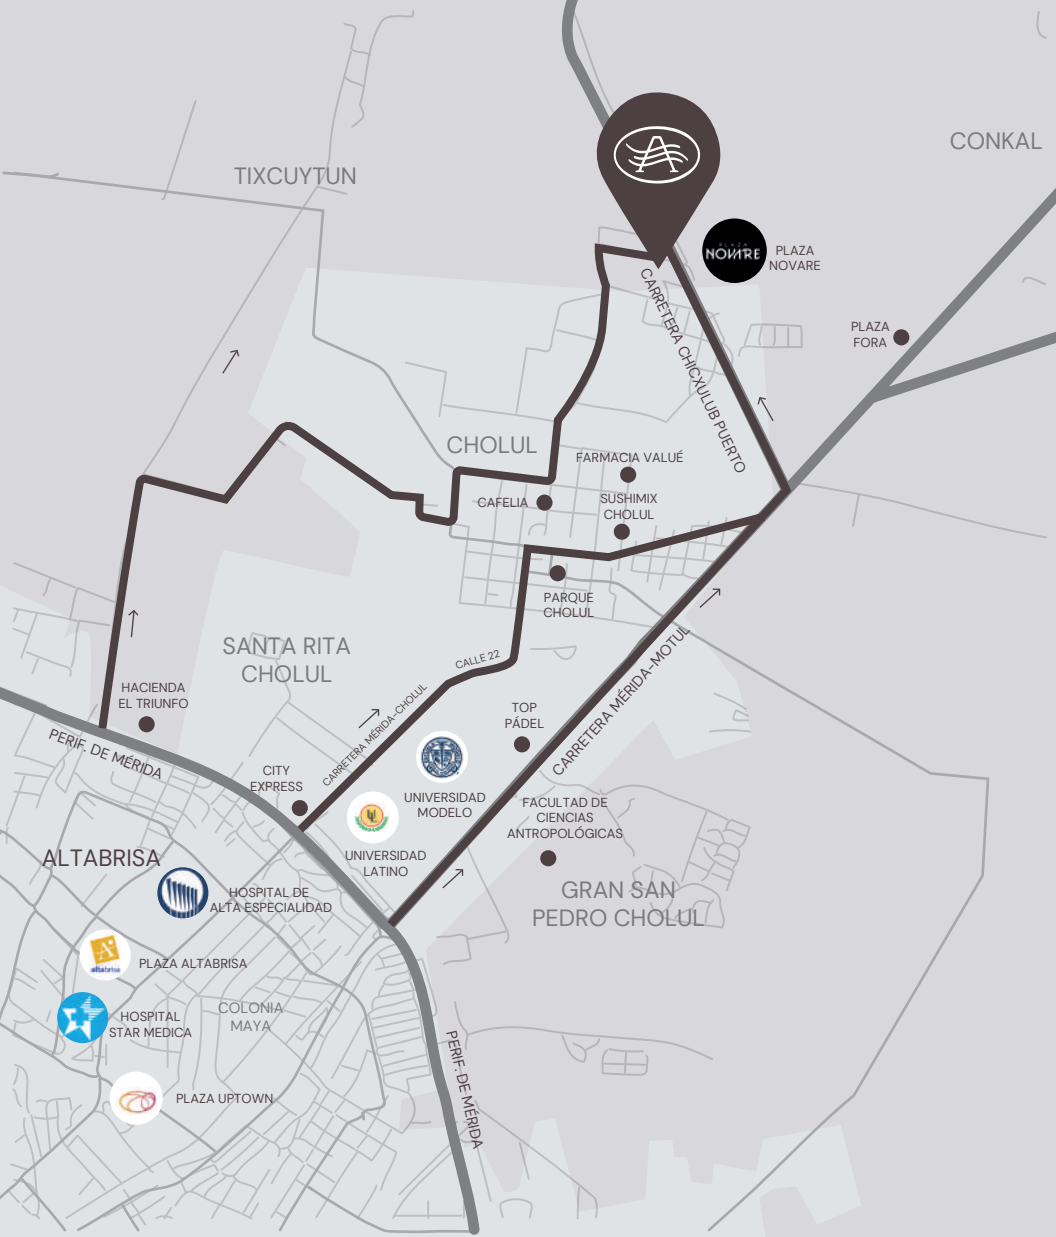 CONKAL
TIXCUYTUN
NOVARE
PLAZA
NOVARE
CARRETERA CHICXULUB PUERTO
PLAZA
FORA
CHOLUL
FARMACIA VALUÉ
CAFELIA
SUSHIMIX
CHOLUL
PARQUE
CHOLUL
SANTA RITA
CHOLUL
CALLE 22
CARRETERA MÉRIDA-CHOLUL
CARRETERA MÉRIDA-MOTUL
HACIENDA
EL TRIUNFO
PERIF. DE MÉRIDA
TOP
PÁDEL
CITY
EXPRESS
UNIVERSIDAD
MODELO
FACULTAD DE
CIENCIAS
ANTROPOLÓGICAS
UNIVERSIDAD
LATINO
ALTABRISA
HOSPITAL DE
ALTA ESPECIALIDAD
GRAN SAN
PEDRO CHOLUL
altabrisa
PLAZA ALTABRISA
HOSPITAL
STAR MEDICA
COLONIA
MAYA
PERIF. DE MÉRIDA
PLAZA UPTOWN